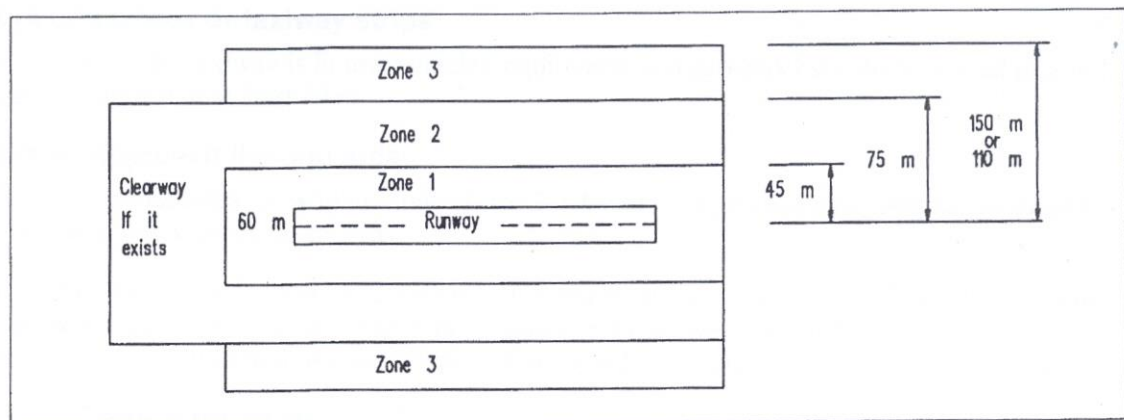 Zone 3
Zone 2
Zone 1
Clearway
If it
exists
60 m
Runway
Zone 3
45 m
75 m
150 m
or
110 m